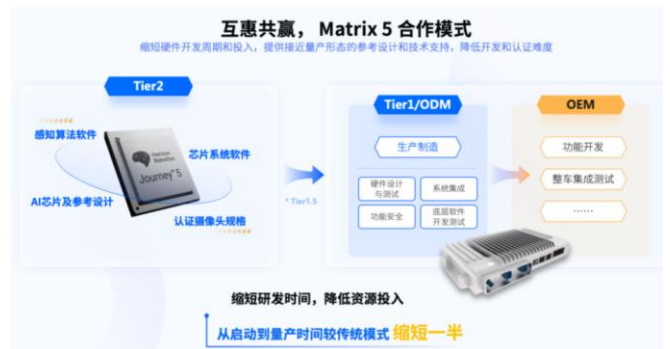 互惠共赢，Matrix 5 合作模式
缩短硬件开发周期和投入，提供接近量产形态的参考设计和技术支持，降低开发和认证难度
Tier2
感知算法软件
芯片系统软件
Horizon
Robotics
Journey™ 5
AI芯片及参考设计
认证摄像头规格
* Tier1.5
Tier1/ODM
生产制造
硬件设计
与测试
系统集成
功能安全
底层软件
开发测试
OEM
功能开发
整车集成测试
……
缩短研发时间，降低资源投入
从启动到量产时间较传统模式 缩短一半